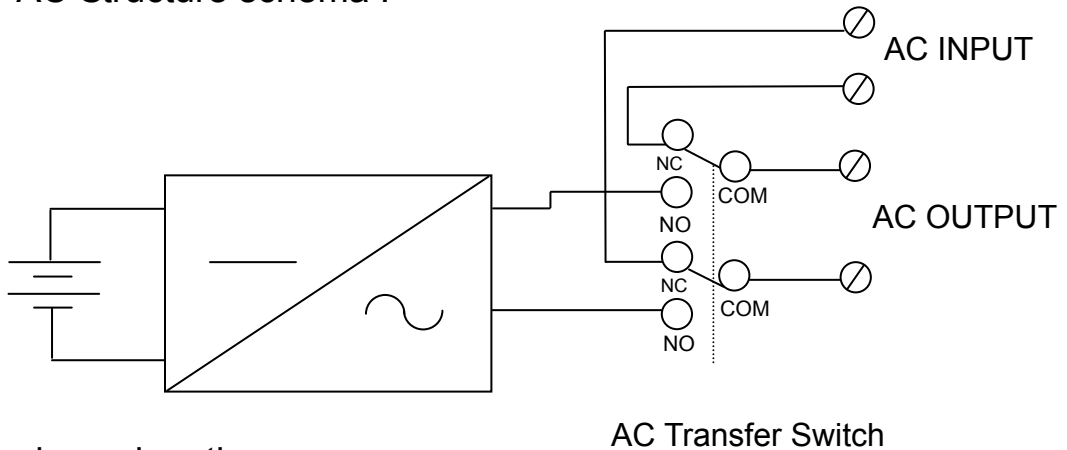 AC INPUT
NC
COM
NO
AC OUTPUT
NC
COM
NO
AC Transfer Switch